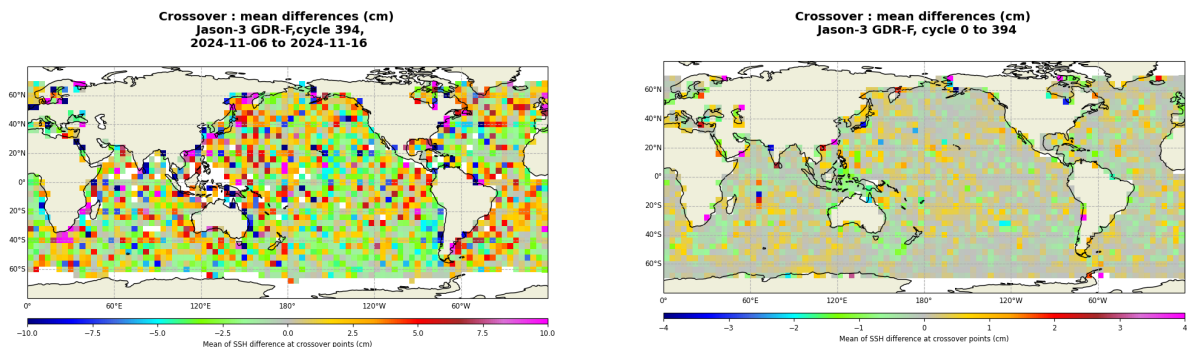 Crossover : mean differences (cm)
Jason-3 GDR-F,cycle 394,
2024-11-06 to 2024-11-16
60°N
40°N
20°N
0°
20°S
40°S
60°S
0° 60°E 120°E 180° 120°W 60°W
−10.0 −7.5 −5.0 −2.5 0.0 2.5 5.0 7.5 10.0
Mean of SSH difference at crossover points (cm)
Crossover : mean differences (cm)
Jason-3 GDR-F, cycle 0 to 394
60°N
40°N
20°N
0°
20°S
40°S
60°S
0° 60°E 120°E 180° 120°W 60°W
−4 −3 −2 −1 0 1 2 3 4
Mean of SSH difference at crossover points (cm)